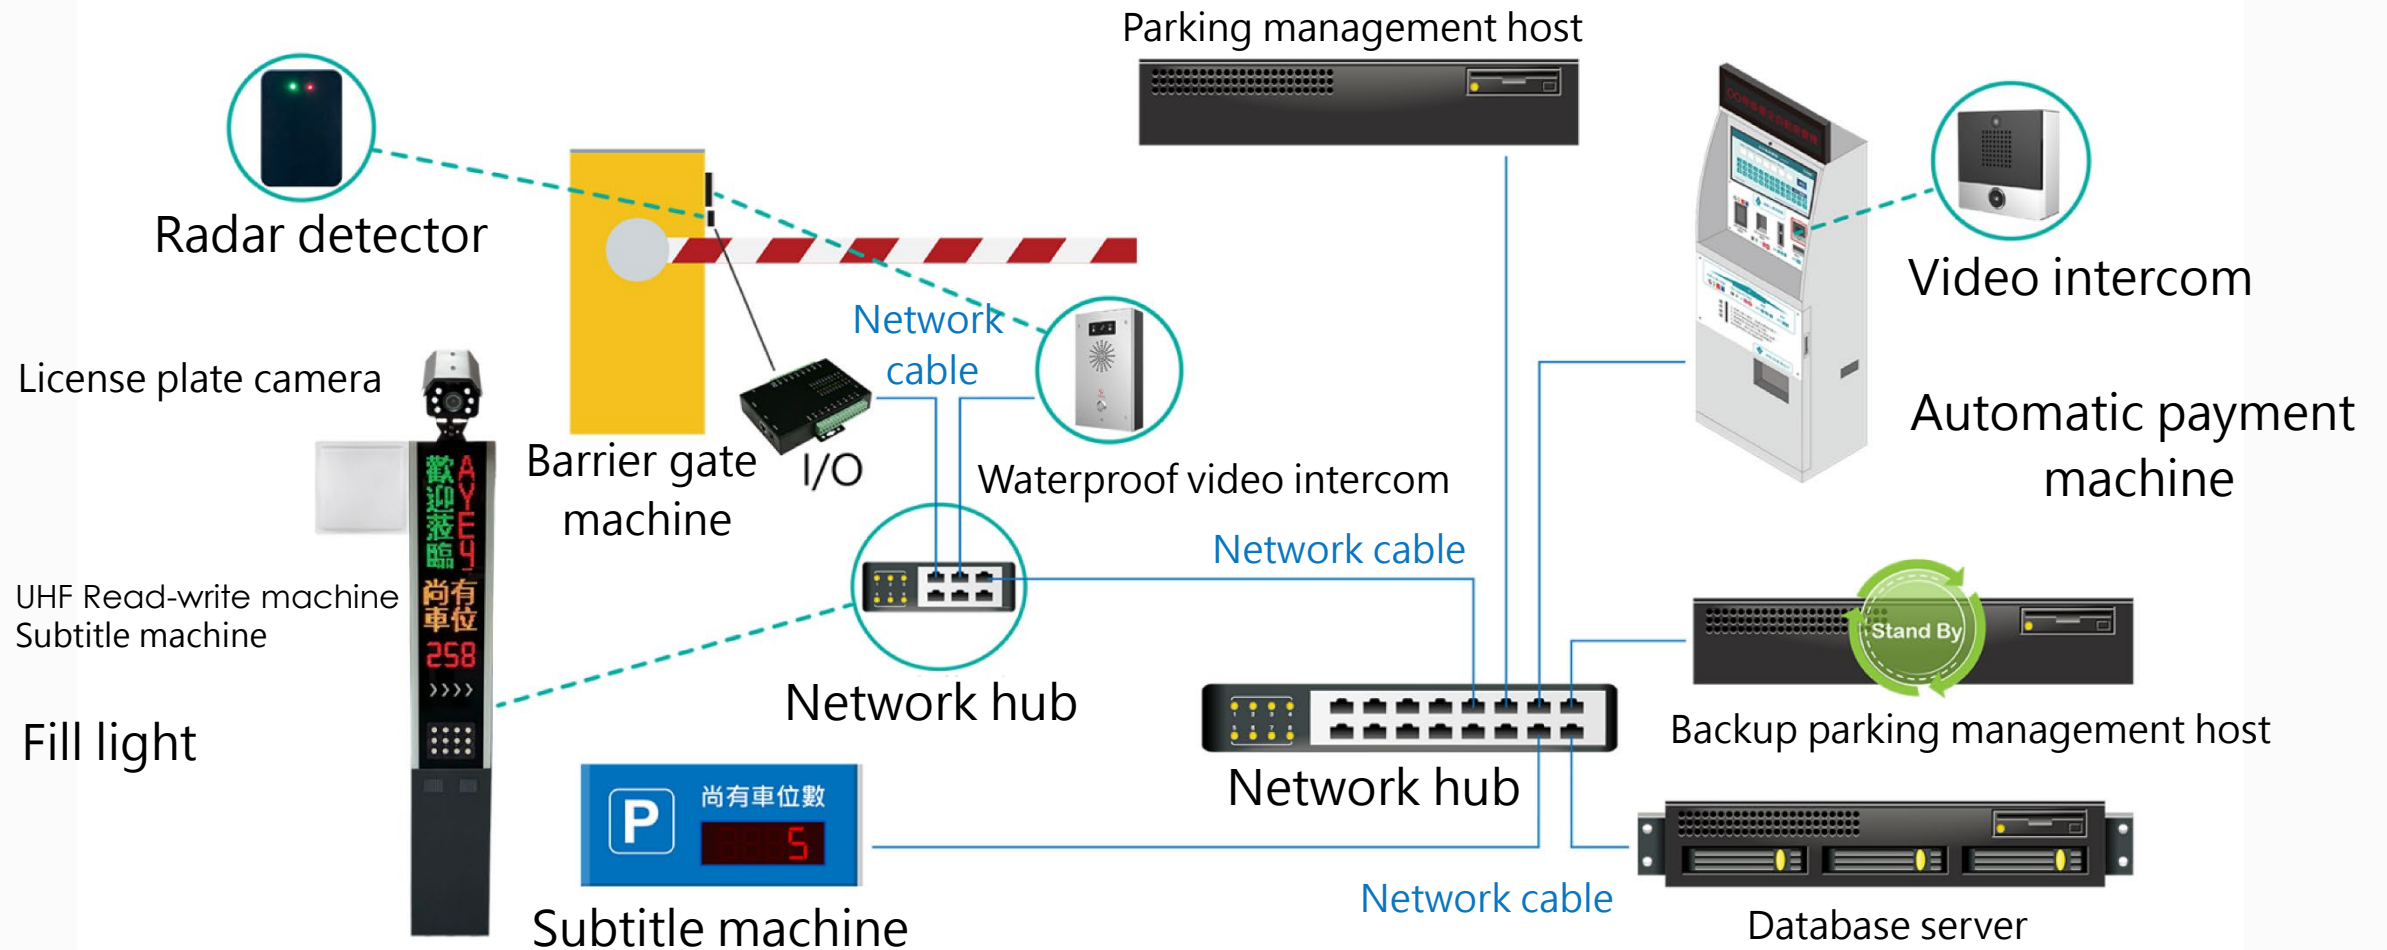 Parking management host
Radar detector
Video intercom
Network
cable
License plate camera
Automatic payment
machine
Barrier gate
machine
I/O
Waterproof video intercom
歡迎蒞臨
AYEY
尚有
車位
258
>>>>
Network cable
UHF Read-write machine
Subtitle machine
Stand By
Network hub
Backup parking management host
Fill light
Network hub
P
尚有車位數
5
Network cable
Subtitle machine
Database server